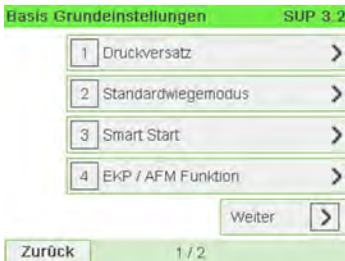 Basis Grundeinstellungen SUP 3.2
1 Druckversatz
2 Standardwiegemodus
3 Smart Start
4 EKP / AFM Funktion
Weiter
Zurück 1 / 2